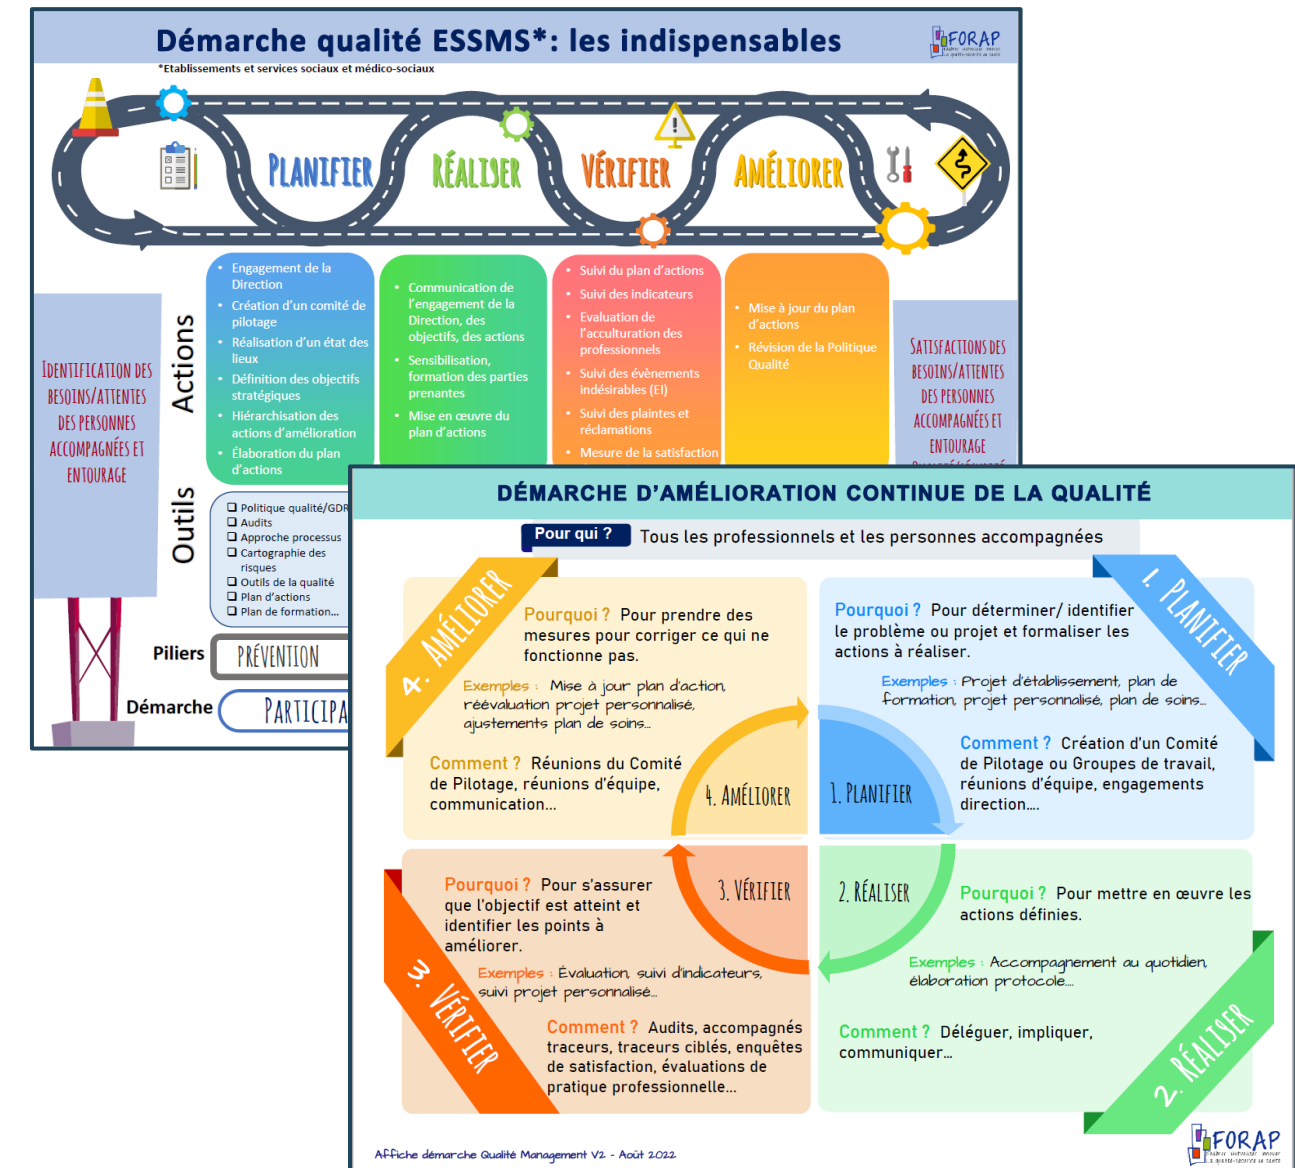 Démarche qualité ESSMS*: les indispensables
FORAP
*Etablissements et services sociaux et médico-sociaux
PLANIFIER
RÉALISER
VÉRIFIER
AMÉLIORER
IDENTIFICATION DES
BESOINS/ATTENTES
DES PERSONNES
ACCOMPAGNÉES ET
ENTOURAGE
Actions
• Engagement de la
Direction
• Création d'un comité de
pilotage
• Réalisation d'un état des
lieux
• Définition des objectifs
stratégiques
• Hiérarchisation des
actions d'amélioration
• Élaboration du plan
d'actions
• Communication de
l'engagement de la
Direction, des
objectifs, des actions
• Sensibilisation,
formation des parties
prenantes
• Mise en œuvre du
plan d'actions
• Suivi du plan d'actions
• Suivi des indicateurs
• Evaluation de
l'acculturation des
professionnels
• Suivi des évènements
indésirables (EI)
• Suivi des plaintes et
réclamations
• Mesure de la satisfaction
• Mise à jour du plan
d'actions
• Révision de la Politique
Qualité
SATISFACTIONS DES
BESOINS/ATTENTES
DES PERSONNES
ACCOMPAGNÉES ET
ENTOURAGE
Outils
❑ Politique qualité/GDR
❑ Audits
❑ Approche processus
❑ Cartographie des
risques
❑ Outils de la qualité
❑ Plan d'actions
❑ Plan de formation...
Piliers
PRÉVENTION
Démarche
PARTICIPA
DÉMARCHE D'AMÉLIORATION CONTINUE DE LA QUALITÉ
Pour qui ? Tous les professionnels et les personnes accompagnées
4. AMÉLIORER
Pourquoi ? Pour prendre des
mesures pour corriger ce qui ne
fonctionne pas.
Exemples : Mise à jour plan d'action,
réévaluation projet personnalisé,
ajustements plan de soins...
Comment ? Réunions du Comité
de Pilotage, réunions d'équipe,
communication...
4. AMÉLIORER
1. PLANIFIER
Pourquoi ? Pour déterminer/ identifier
le problème ou projet et formaliser les
actions à réaliser.
Exemples : Projet d'établissement, plan de
formation, projet personnalisé, plan de soins...
Comment ? Création d'un Comité
de Pilotage ou Groupes de travail,
réunions d'équipe, engagements
direction....
1. PLANIFIER
3. VÉRIFIER
Pourquoi ? Pour s'assurer
que l'objectif est atteint et
identifier les points à
améliorer.
Exemples : Évaluation, suivi d'indicateurs,
suivi projet personnalisé...
Comment ? Audits, accompagnés
traceurs, traceurs ciblés, enquêtes
de satisfaction, évaluations de
pratique professionnelle...
3. VÉRIFIER
2. RÉALISER
Pourquoi ? Pour mettre en œuvre les
actions définies.
Exemples : Accompagnement au quotidien,
élaboration protocole....
Comment ? Déléguer, impliquer,
communiquer...
2. RÉALISER
Affiche démarche Qualité Management V2 - Août 2022
FORAP